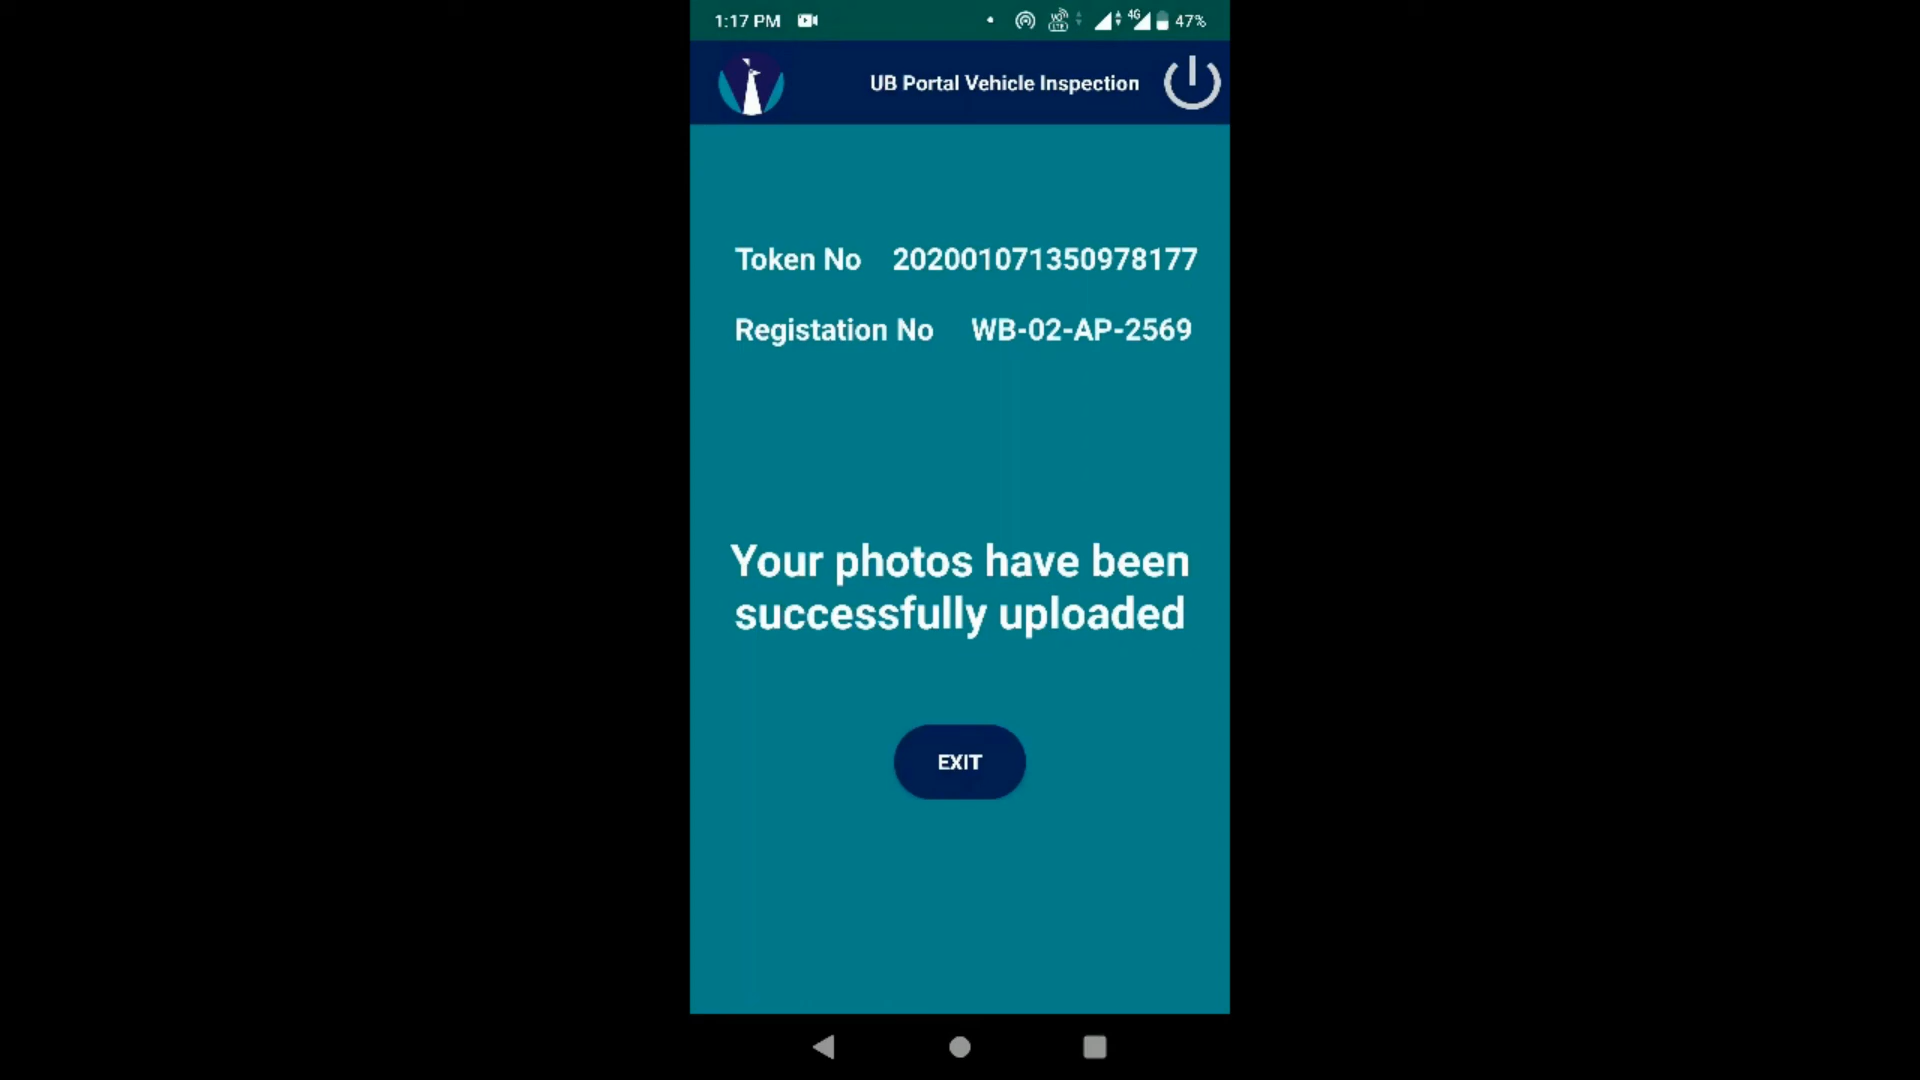 1:17 PM
4G 47%
UB Portal Vehicle Inspection
Token No 202001071350978177
Registation No WB-02-AP-2569
Your photos have been
successfully uploaded
EXIT